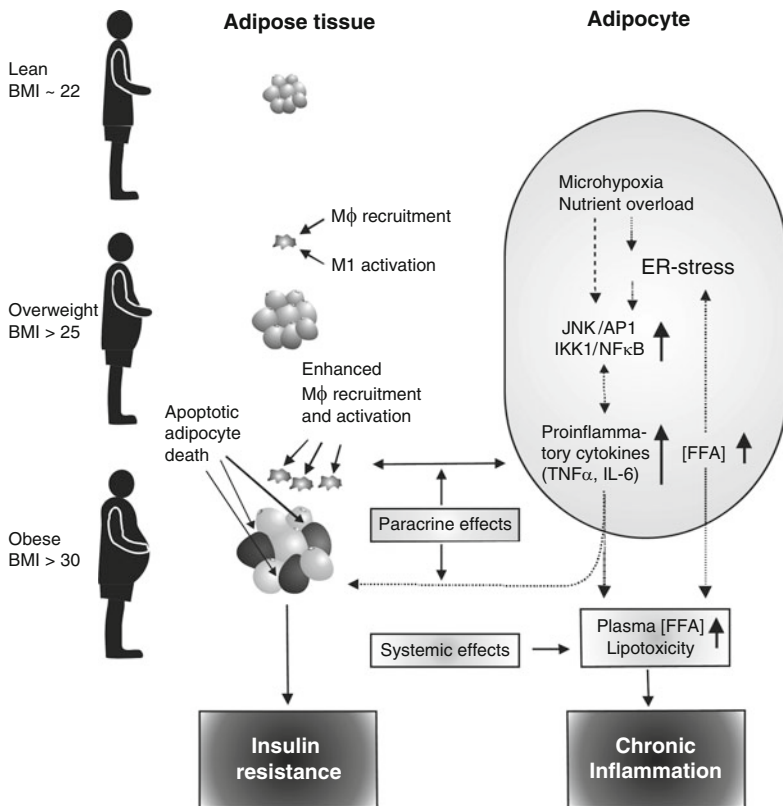 Adipose tissue
Adipocyte
Lean
BMI ~ 22
Microhypoxia
Nutrient overload
Mϕ recruitment
M1 activation
ER-stress
Overweight
BMI > 25
JNK/AP1
IKK1/NFκB
Enhanced
Mϕ recruitment
and activation
Apoptotic
adipocyte
death
Proinflamma-
tory cytokines
(TNFα, IL-6)
[FFA]
Paracrine effects
Obese
BMI > 30
Plasma [FFA]
Lipotoxicity
Systemic effects
Insulin
resistance
Chronic
Inflammation